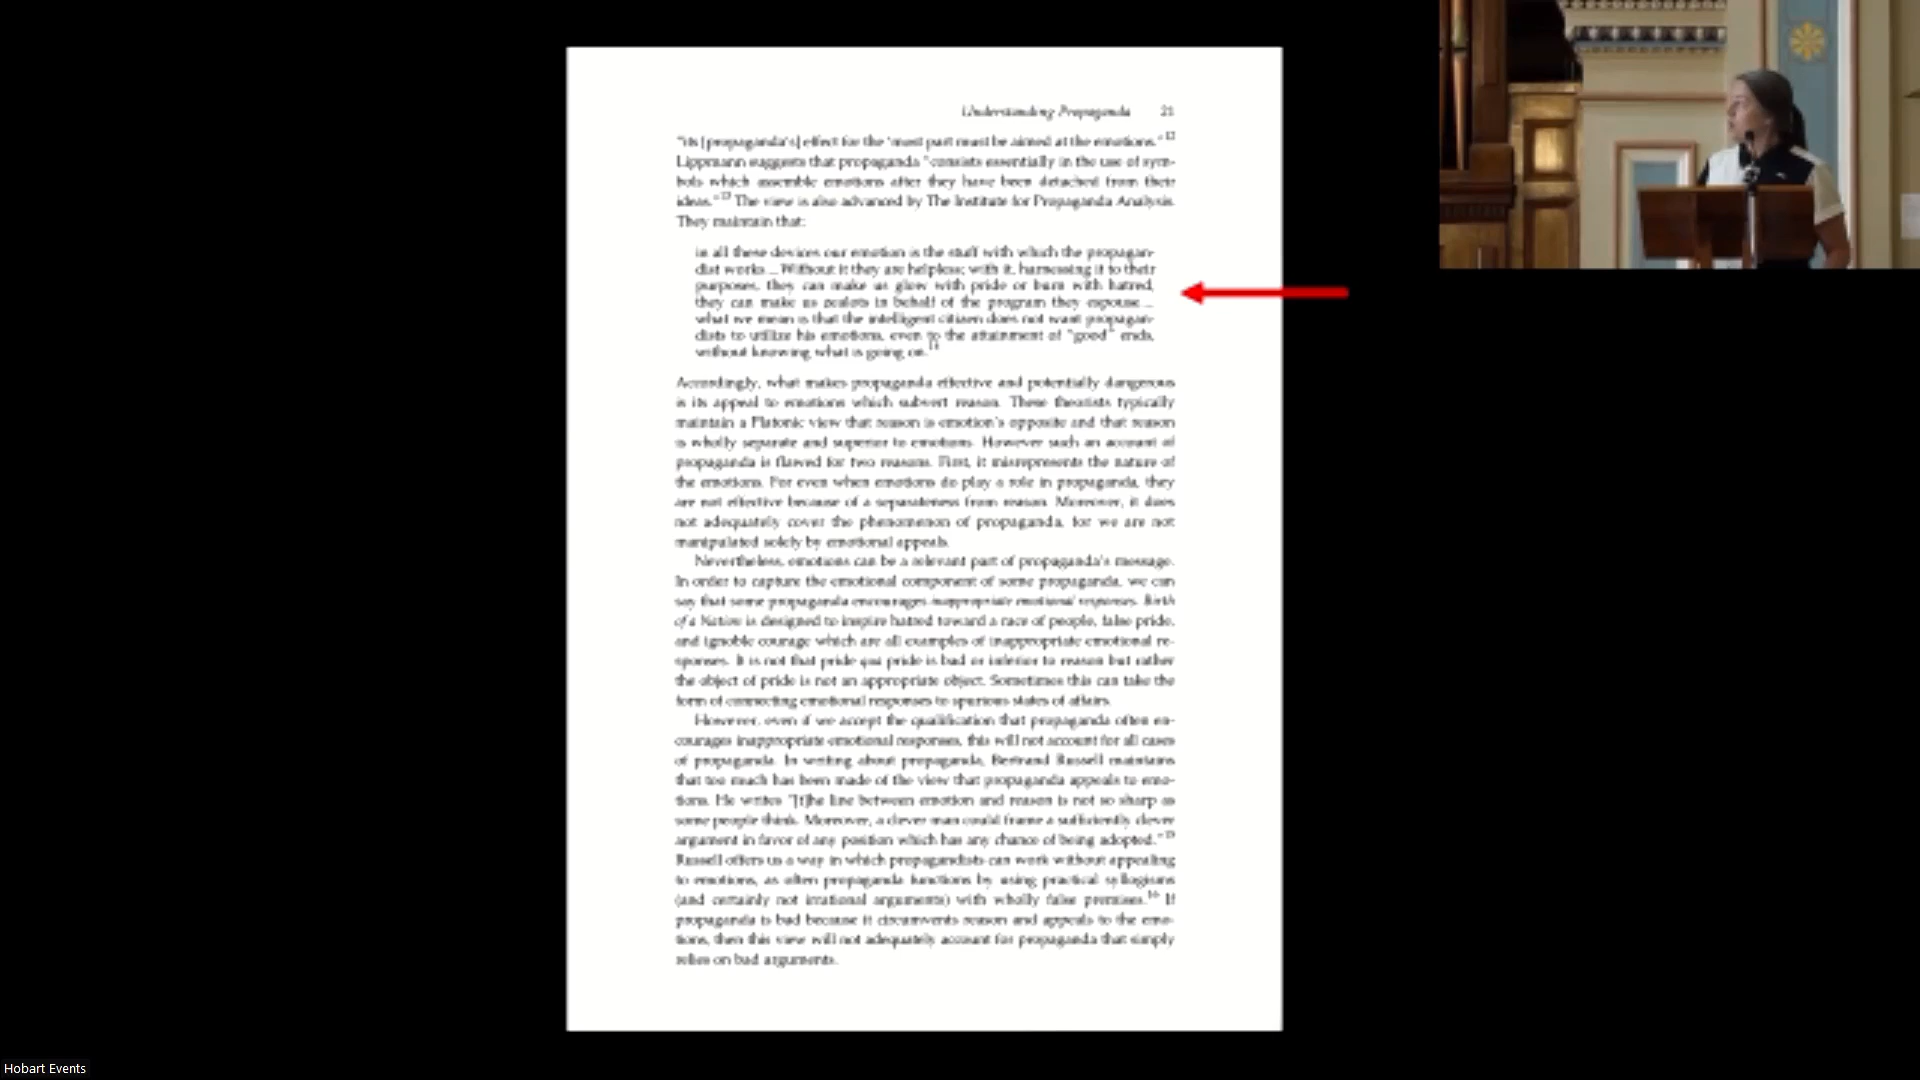 Understanding Propaganda 21
"its [propaganda's] effect for the 'most part must be aimed at the emotions.'"12
Lippmann suggests that propaganda "consists essentially in the use of sym-
bols which assemble emotions after they have been detached from their
ideas."13 The view is also advanced by The Institute for Propaganda Analysis.
They maintain that:
in all these devices our emotion is the stuff with which the propagan-
dist works ... Without it they are helpless; with it, harnessing it to their
purposes, they can make us glow with pride or burn with hatred,
they can make us zealots in behalf of the program they espouse ...
what we mean is that the intelligent citizen does not want propagan-
dists to utilize his emotions, even to the attainment of "good" ends,
without knowing what is going on.14
Accordingly, what makes propaganda effective and potentially dangerous
is its appeal to emotions which subvert reason. These theorists typically
maintain a Platonic view that reason is emotion's opposite and that reason
is wholly separate and superior to emotions. However such an account of
propaganda is flawed for two reasons. First, it misrepresents the nature of
the emotions. For even when emotions do play a role in propaganda, they
are not effective because of a separateness from reason. Moreover, it does
not adequately cover the phenomenon of propaganda, for we are not
manipulated solely by emotional appeals.
Nevertheless, emotions can be a relevant part of propaganda's message.
In order to capture the emotional component of some propaganda, we can
say that some propaganda encourages inappropriate emotional responses. Birth
of a Nation is designed to inspire hatred toward a race of people, false pride,
and ignoble courage which are all examples of inappropriate emotional re-
sponses. It is not that pride qua pride is bad or inferior to reason but rather
the object of pride is not an appropriate object. Sometimes this can take the
form of connecting emotional responses to spurious states of affairs.
However, even if we accept the qualification that propaganda often en-
courages inappropriate emotional responses, this will not account for all cases
of propaganda. In writing about propaganda, Bertrand Russell maintains
that too much has been made of the view that propaganda appeals to emo-
tions. He writes "[t]he line between emotion and reason is not so sharp as
some people think. Moreover, a clever man could frame a sufficiently clever
argument in favor of any position which has any chance of being adopted."15
Russell offers us a way in which propagandists can work without appealing
to emotions, as often propaganda functions by using practical syllogisms
(and certainly not irrational arguments) with wholly false premises.16 If
propaganda is bad because it circumvents reason and appeals to the emo-
tions, then this view will not adequately account for propaganda that simply
relies on bad arguments.
Hobart Events